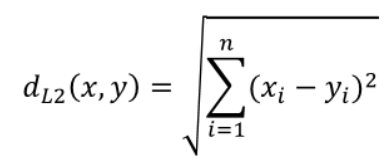 d_{L2}(x, y) = \sqrt{\sum_{i=1}^{n} (x_i - y_i)^2}